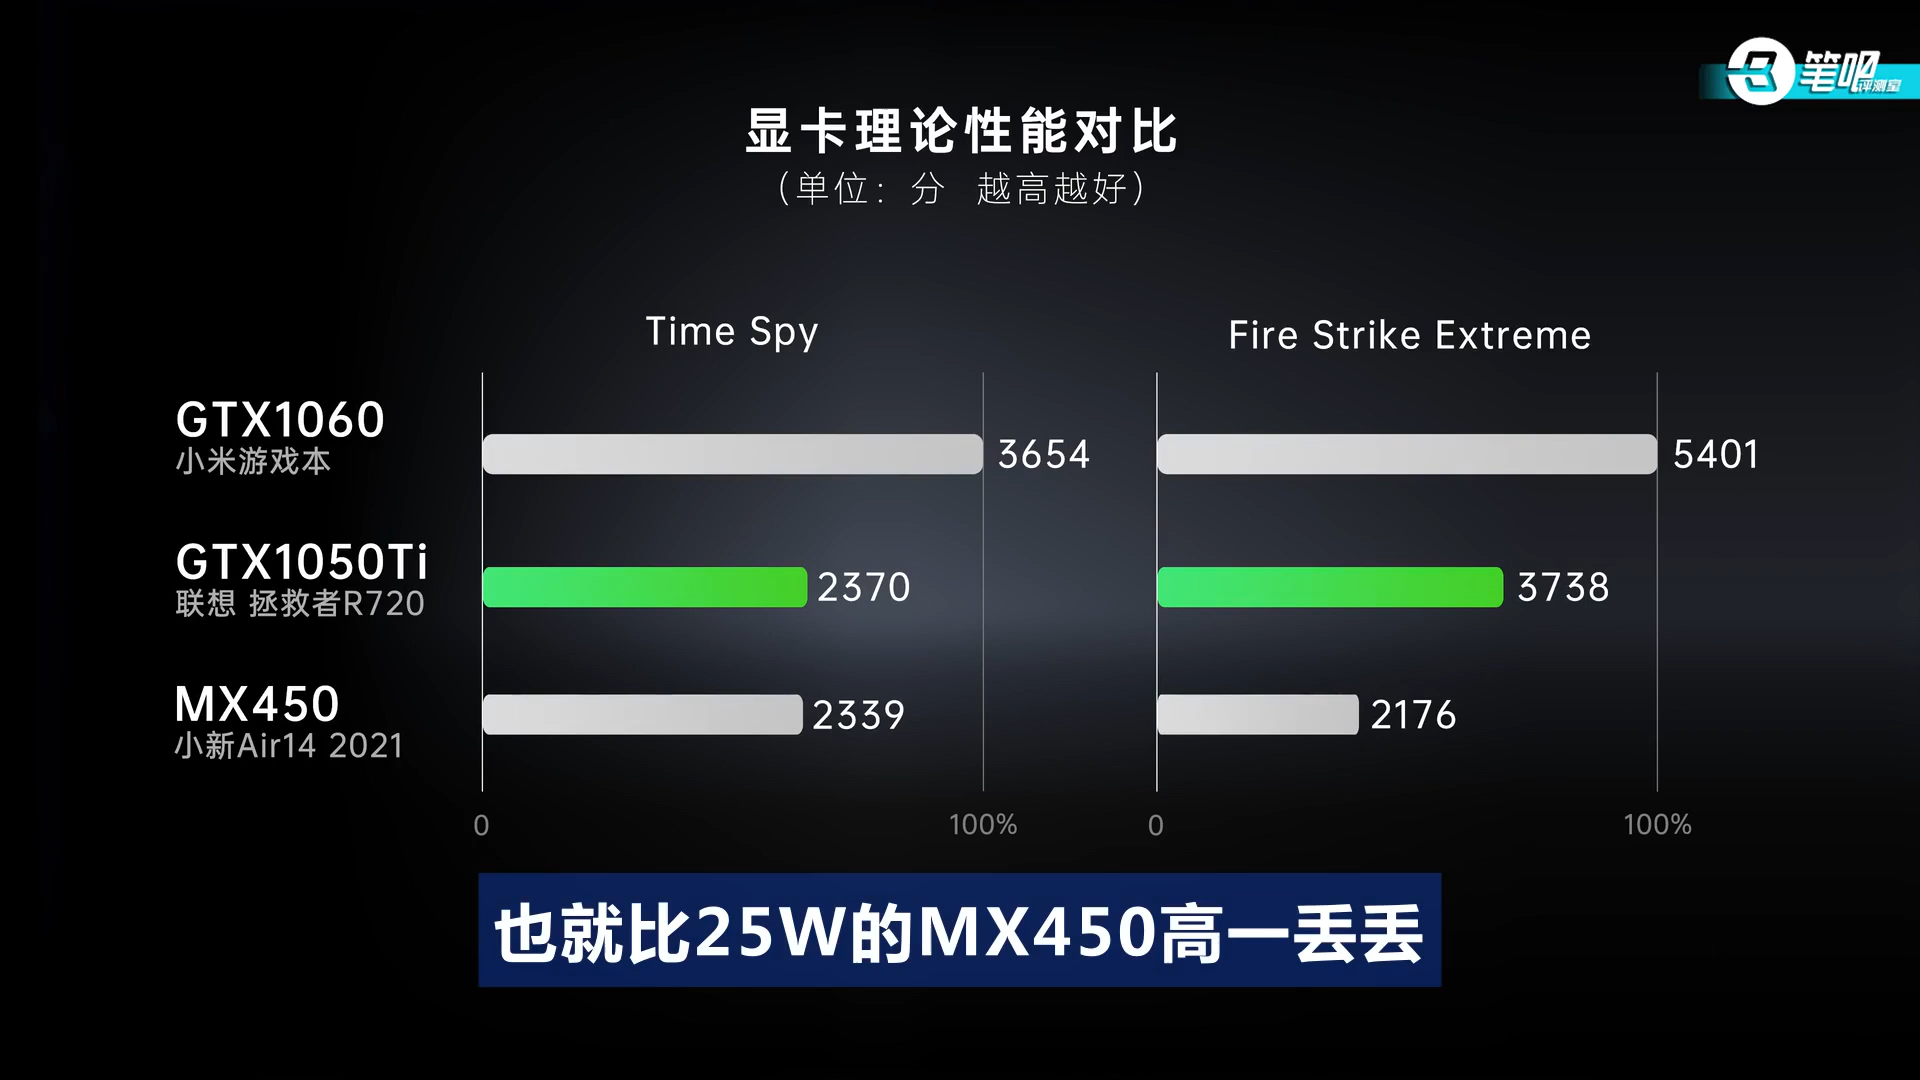 笔吧
评测室
显卡理论性能对比
（单位：分 越高越好）
Time Spy
Fire Strike Extreme
GTX1060
小米游戏本
3654
5401
GTX1050Ti
联想 拯救者R720
2370
3738
MX450
小新Air14 2021
2339
2176
0
100%
0
100%
也就比25W的MX450高一丢丢